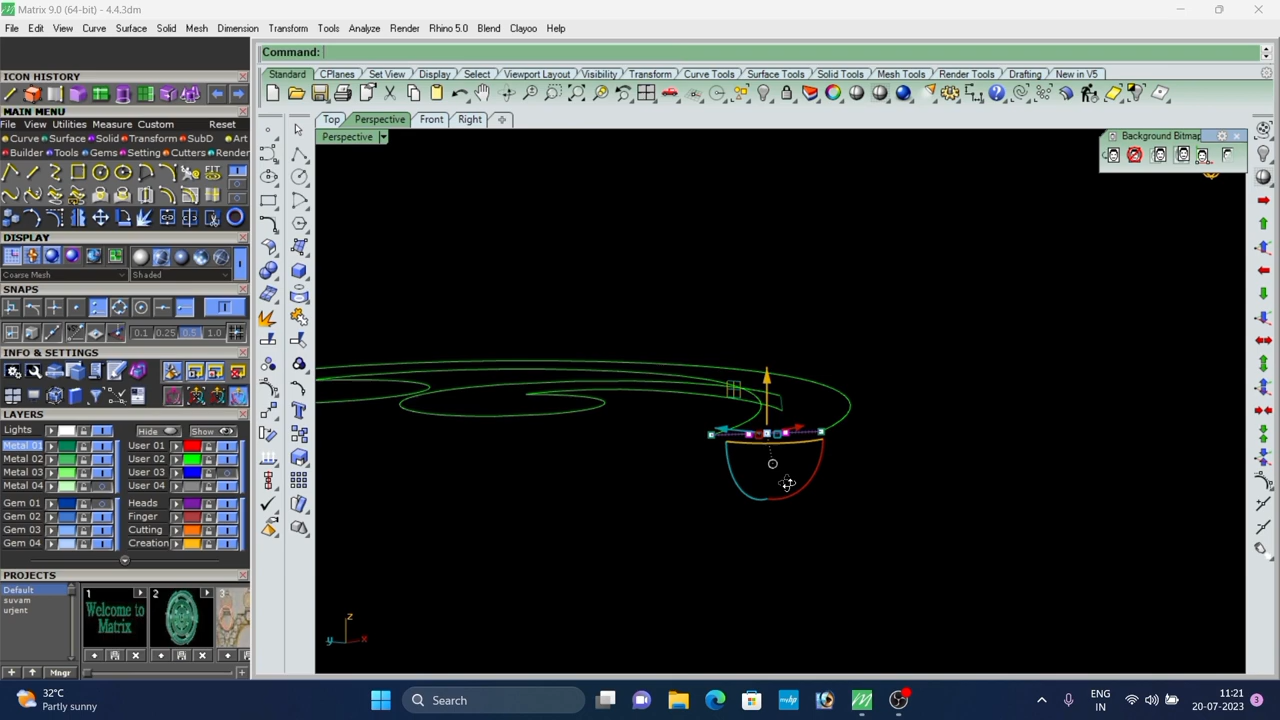 Matrix 9.0 (64-bit) - 4.4.3dm
File Edit View Curve Surface Solid Mesh Dimension Transform Tools Analyze Render Rhino 5.0 Blend Clayoo Help
ICON HISTORY
Command:
Standard CPlanes Set View Display Select Viewport Layout Visibility Transform Curve Tools Surface Tools Solid Tools Mesh Tools Render Tools Drafting New in V5
MAIN MENU
File View Utilities Measure Custom Reset
Curve Surface Solid Transform SubD Art
Builder Tools Gems Setting Cutters Render
Top Perspective Front Right
Perspective
Background Bitmap
FIT
DISPLAY
Coarse Mesh Shaded
SNAPS
0.1 0.25 0.5 1.0
INFO & SETTINGS
LAYERS
Lights Hide Show
Metal 01 User 01
Metal 02 User 02
Metal 03 User 03
Metal 04 User 04
Gem 01 Heads
Gem 02 Finger
Gem 03 Cutting
Gem 04 Creation
PROJECTS
Default
suvam
urjent
1 2 3
Welcome to
Matrix
Mngr
z
y x
32°C
Partly sunny
Search
ENG
IN
11:21
20-07-2023
3